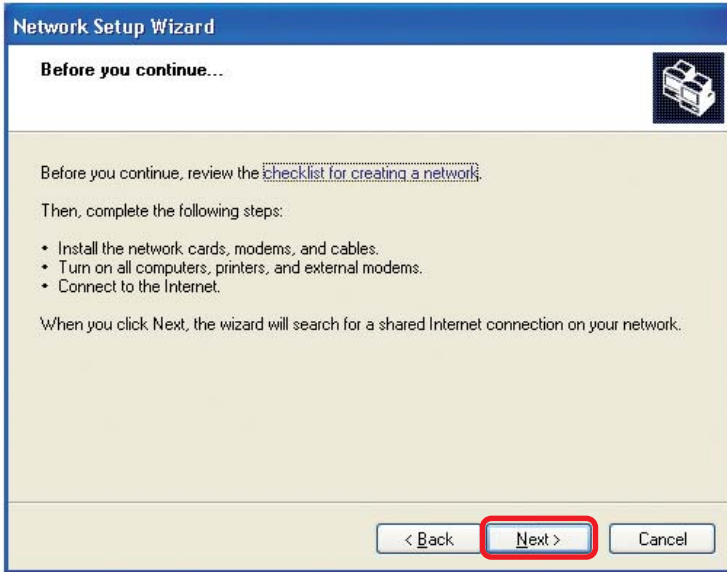 Network Setup Wizard
Before you continue...
Before you continue, review the checklist for creating a network.
Then, complete the following steps:
• Install the network cards, modems, and cables.
• Turn on all computers, printers, and external modems.
• Connect to the Internet.
When you click Next, the wizard will search for a shared Internet connection on your network.
< Back Next > Cancel